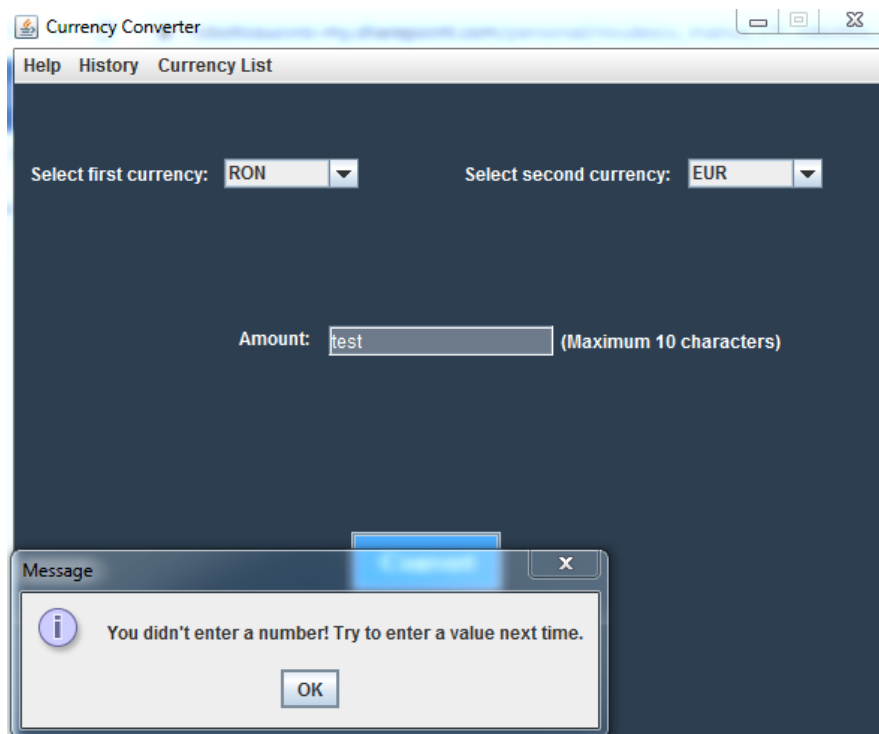 Currency Converter
Help History Currency List
Select first currency: RON Select second currency: EUR
Amount: test (Maximum 10 characters)
Message
You didn't enter a number! Try to enter a value next time.
OK